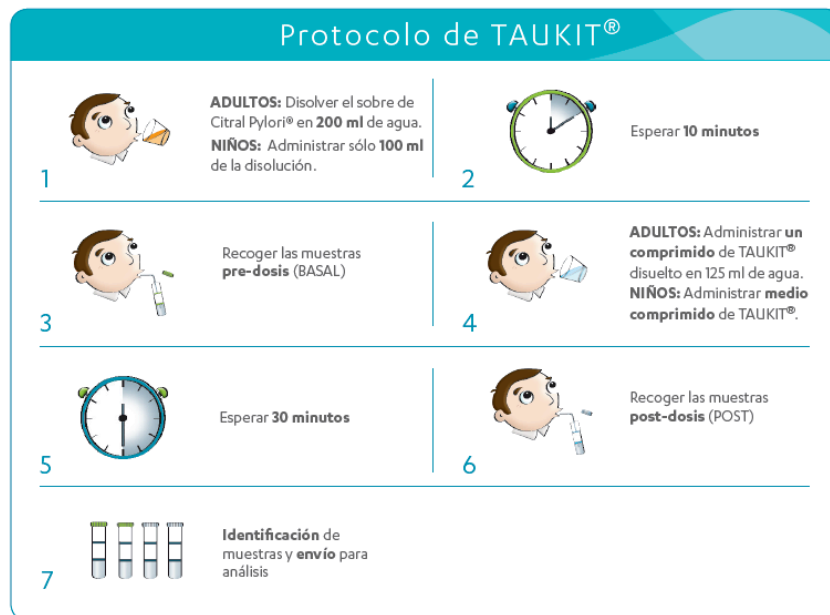 Protocolo de TAUKIT®
1
ADULTOS: Disolver el sobre de
Citral Pylori® en 200 ml de agua.
NIÑOS: Administrar sólo 100 ml
de la disolución.
2
Esperar 10 minutos
3
Recoger las muestras
pre-dosis (BASAL)
4
ADULTOS: Administrar un
comprimido de TAUKIT®
disuelto en 125 ml de agua.
NIÑOS: Administrar medio
comprimido de TAUKIT®.
5
Esperar 30 minutos
6
Recoger las muestras
post-dosis (POST)
7
Identificación de
muestras y envío para
análisis